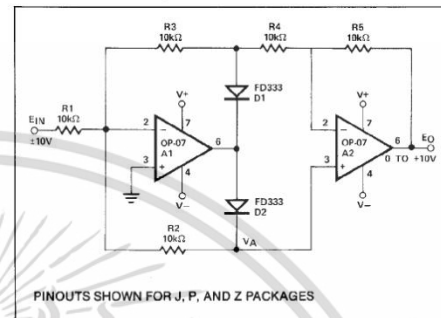 R3
10kΩ
R4
10kΩ
R5
10kΩ
FD333
D1
EIN
±10V
R1
10kΩ
V+
7
2
−
OP-07
A1
6
3
+
4
V−
V+
7
2
−
OP-07
A2
6
EO
0 TO +10V
3
+
4
V−
FD333
D2
R2
10kΩ
VA
PINOUTS SHOWN FOR J, P, AND Z PACKAGES